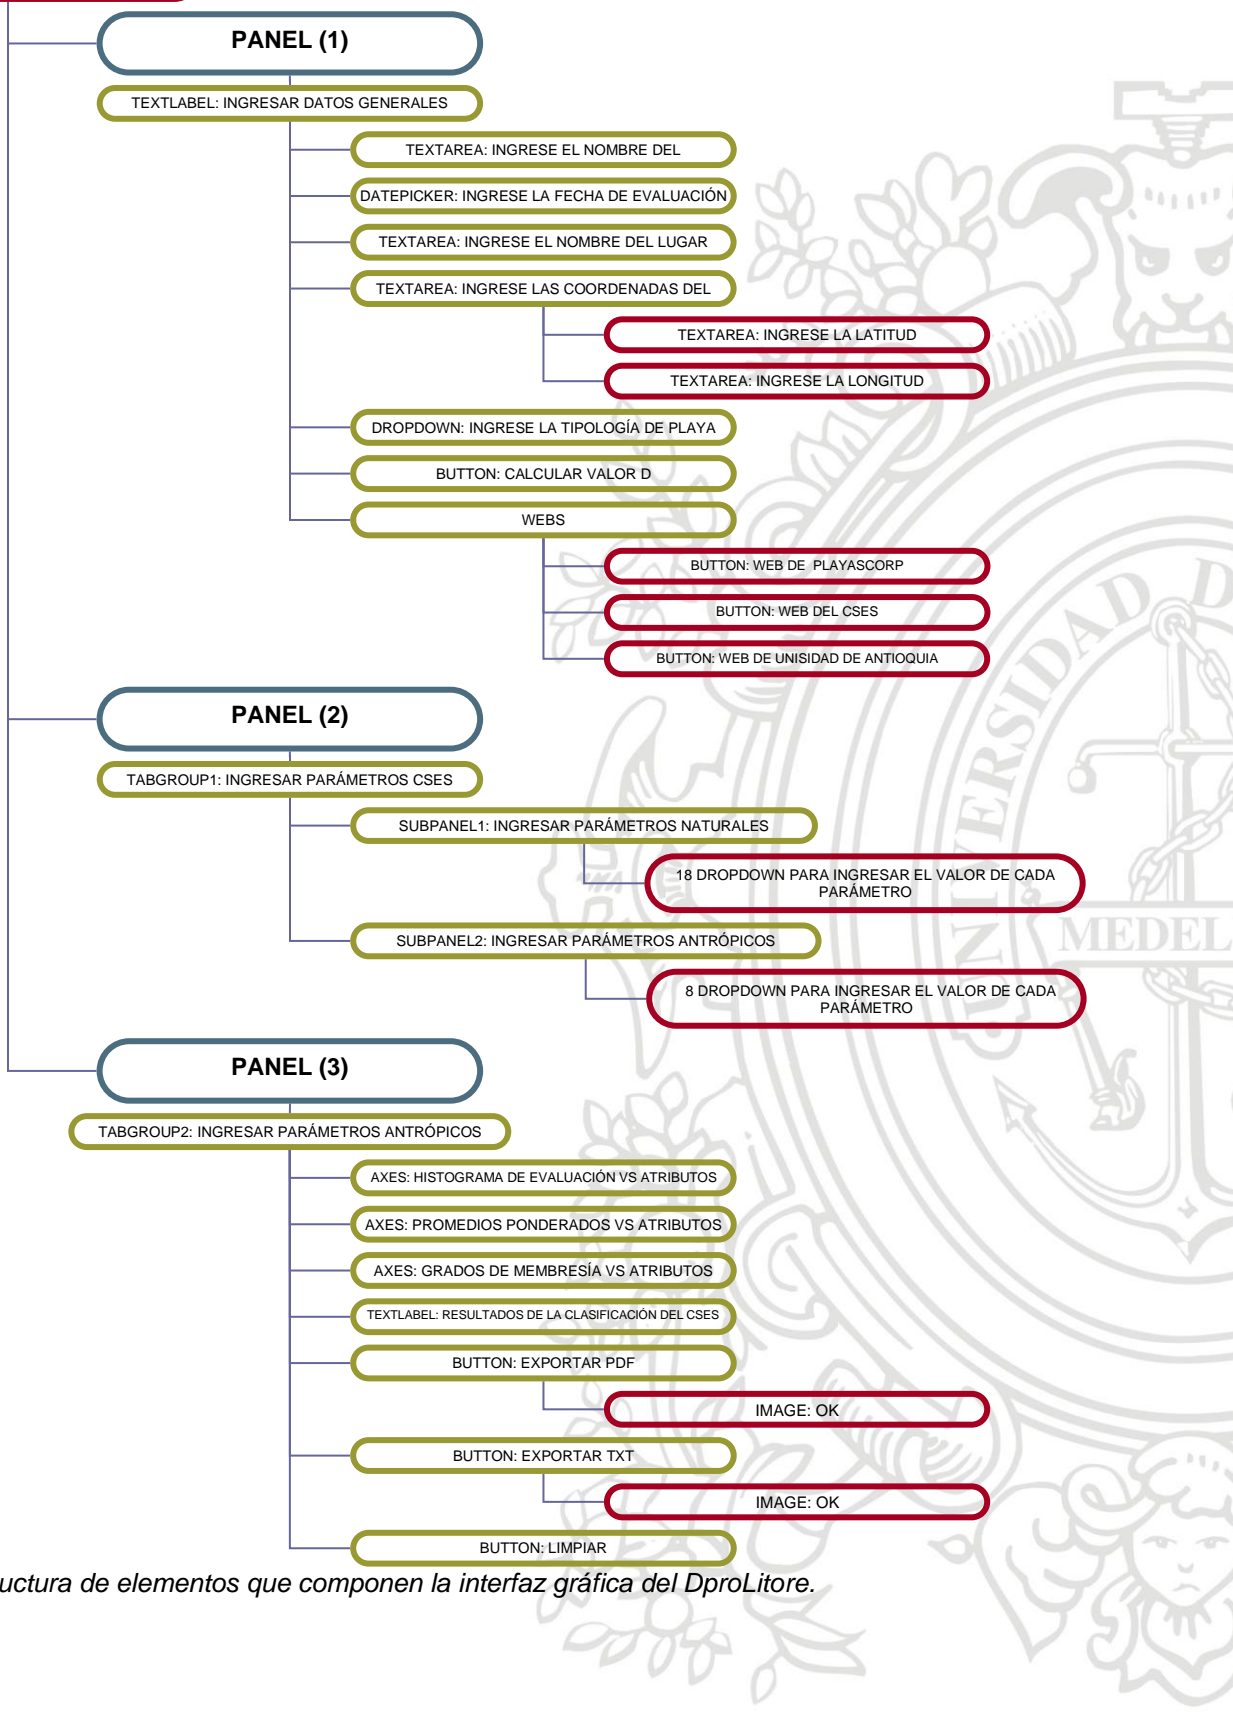 PANEL (1)
TEXTLABEL: INGRESAR DATOS GENERALES
TEXTAREA: INGRESE EL NOMBRE DEL
DATEPICKER: INGRESE LA FECHA DE EVALUACIÓN
TEXTAREA: INGRESE EL NOMBRE DEL LUGAR
TEXTAREA: INGRESE LAS COORDENADAS DEL
TEXTAREA: INGRESE LA LATITUD
TEXTAREA: INGRESE LA LONGITUD
DROPDOWN: INGRESE LA TIPOLOGÍA DE PLAYA
BUTTON: CALCULAR VALOR D
WEBS
BUTTON: WEB DE  PLAYASCORP
BUTTON: WEB DEL CSES
BUTTON: WEB DE UNISIDAD DE ANTIOQUIA
PANEL (2)
TABGROUP1: INGRESAR PARÁMETROS CSES
SUBPANEL1: INGRESAR PARÁMETROS NATURALES
18 DROPDOWN PARA INGRESAR EL VALOR DE CADA
PARÁMETRO
SUBPANEL2: INGRESAR PARÁMETROS ANTRÓPICOS
8 DROPDOWN PARA INGRESAR EL VALOR DE CADA
PARÁMETRO
PANEL (3)
TABGROUP2: INGRESAR PARÁMETROS ANTRÓPICOS
AXES: HISTOGRAMA DE EVALUACIÓN VS ATRIBUTOS
AXES: PROMEDIOS PONDERADOS VS ATRIBUTOS
AXES: GRADOS DE MEMBRESÍA VS ATRIBUTOS
TEXTLABEL: RESULTADOS DE LA CLASIFICACIÓN DEL CSES
BUTTON: EXPORTAR PDF
IMAGE: OK
BUTTON: EXPORTAR TXT
IMAGE: OK
BUTTON: LIMPIAR
uctura de elementos que componen la interfaz gráfica del DproLitore.
UNIVERSIDAD D
MEDEL